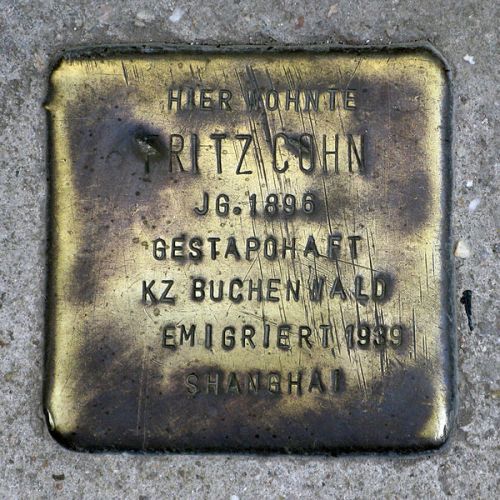 HIER WOHNTE
FRITZ COHN
JG. 1896
GESTAPOHAFT
KZ BUCHENWALD
EMIGRIERT 1939
SHANGHAI